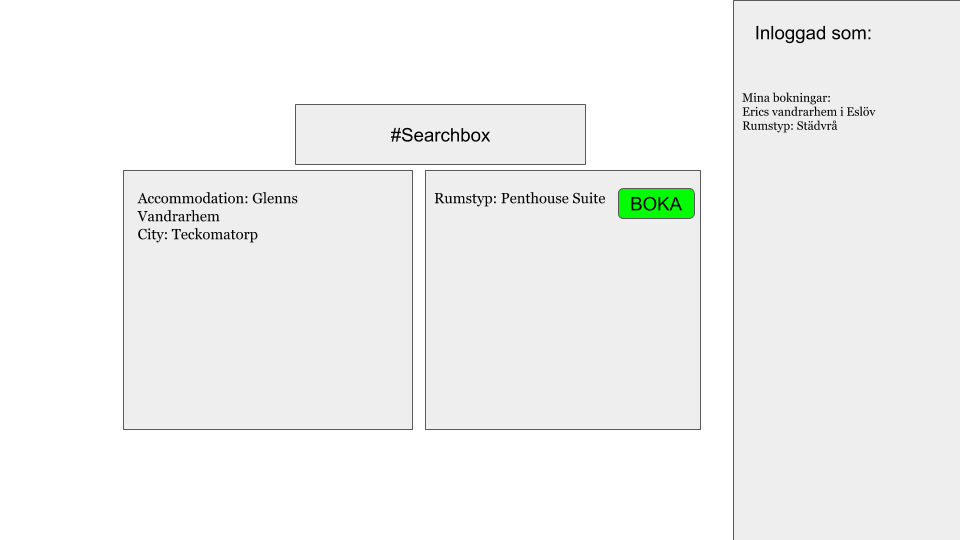 Inloggad som:
Mina bokningar:
Erics vandrarhem i Eslöv
Rumstyp: Städvrå
#Searchbox
Accommodation: Glenns
Vandrarhem
City: Teckomatorp
Rumstyp: Penthouse Suite
BOKA